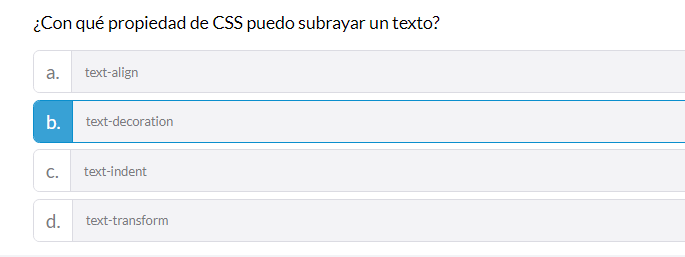 ¿Con qué propiedad de CSS puedo subrayar un texto?
a. text-align
b. text-decoration
c. text-indent
d. text-transform